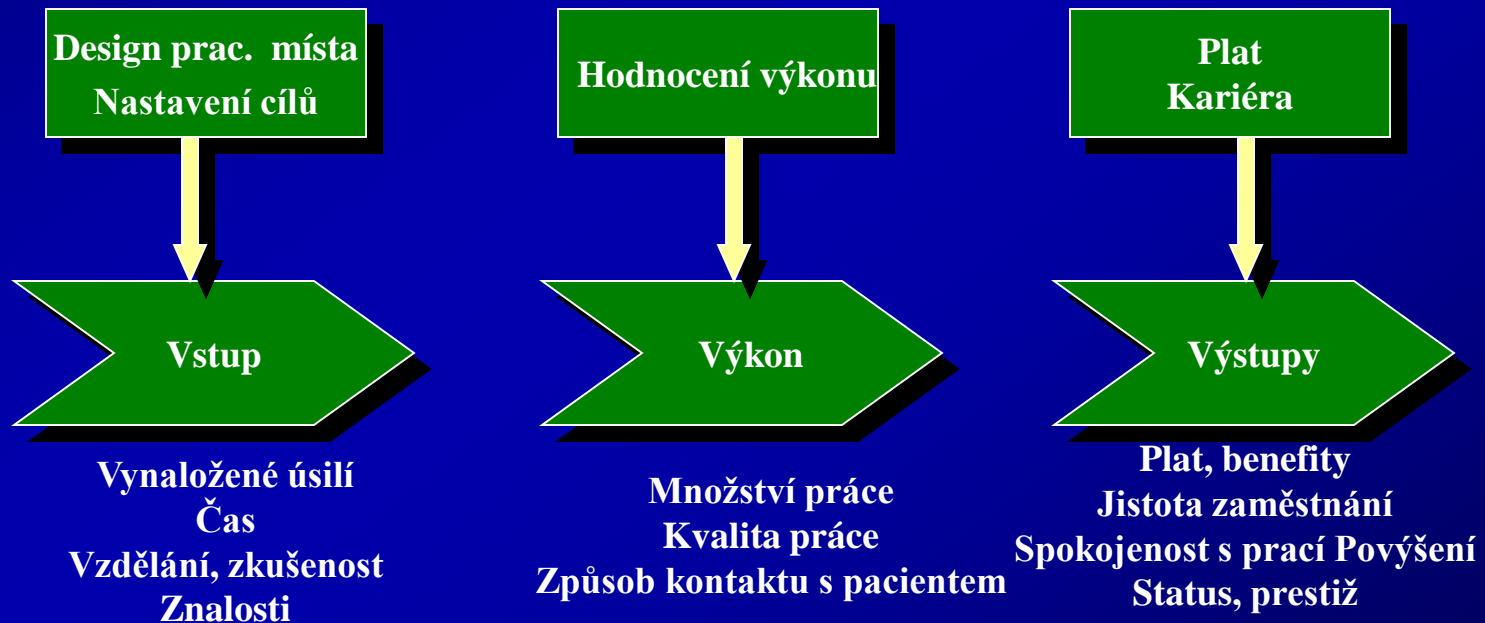 Design prac. místa
Nastavení cílů
Hodnocení výkonu
Plat
Kariéra
Vstup
Výkon
Výstupy
Vynaložené úsilí
Čas
Vzdělání, zkušenost
Znalosti
Množství práce
Kvalita práce
Způsob kontaktu s pacientem
Plat, benefity
Jistota zaměstnání
Spokojenost s prací Povýšení
Status, prestiž